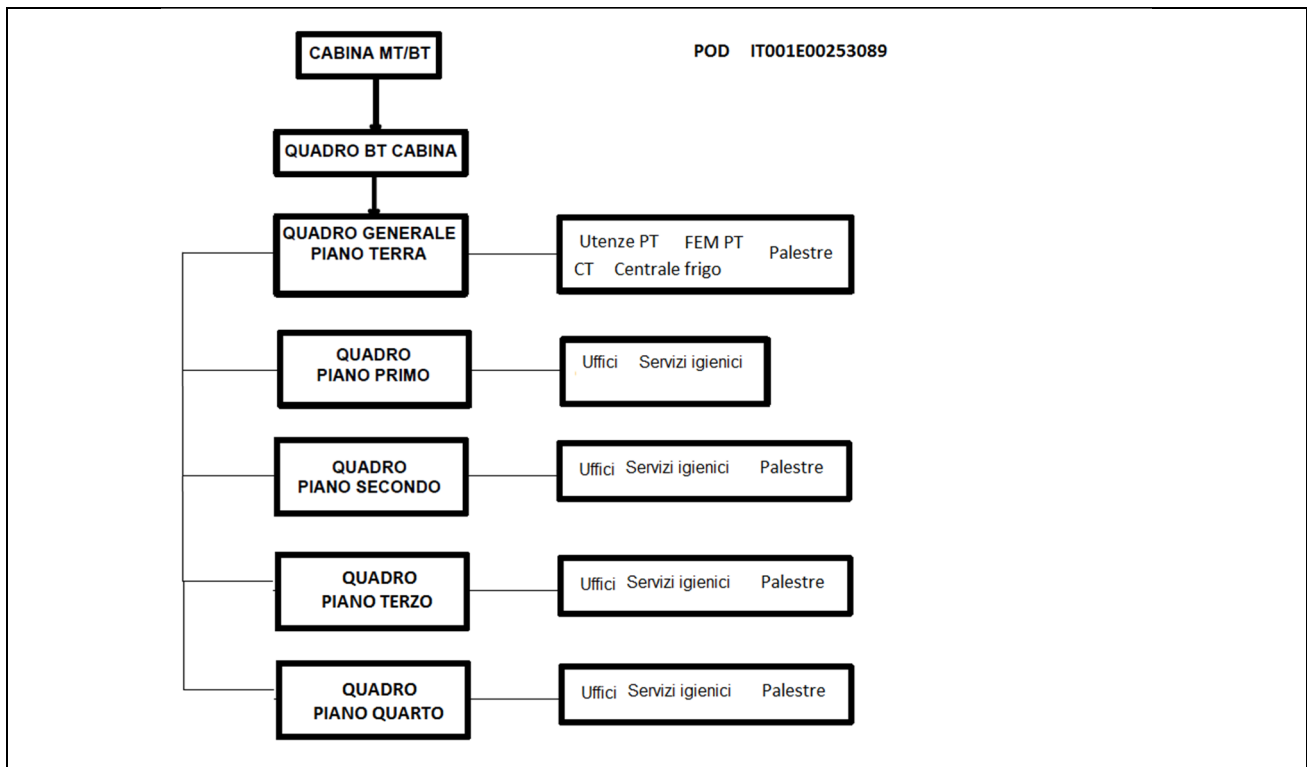 CABINA MT/BT
POD IT001E00253089
QUADRO BT CABINA
QUADRO GENERALE
PIANO TERRA
Utenze PT FEM PT Palestre
CT Centrale frigo
QUADRO
PIANO PRIMO
Uffici Servizi igienici
QUADRO
PIANO SECONDO
Uffici Servizi igienici Palestre
QUADRO
PIANO TERZO
Uffici Servizi igienici Palestre
QUADRO
PIANO QUARTO
Uffici Servizi igienici Palestre